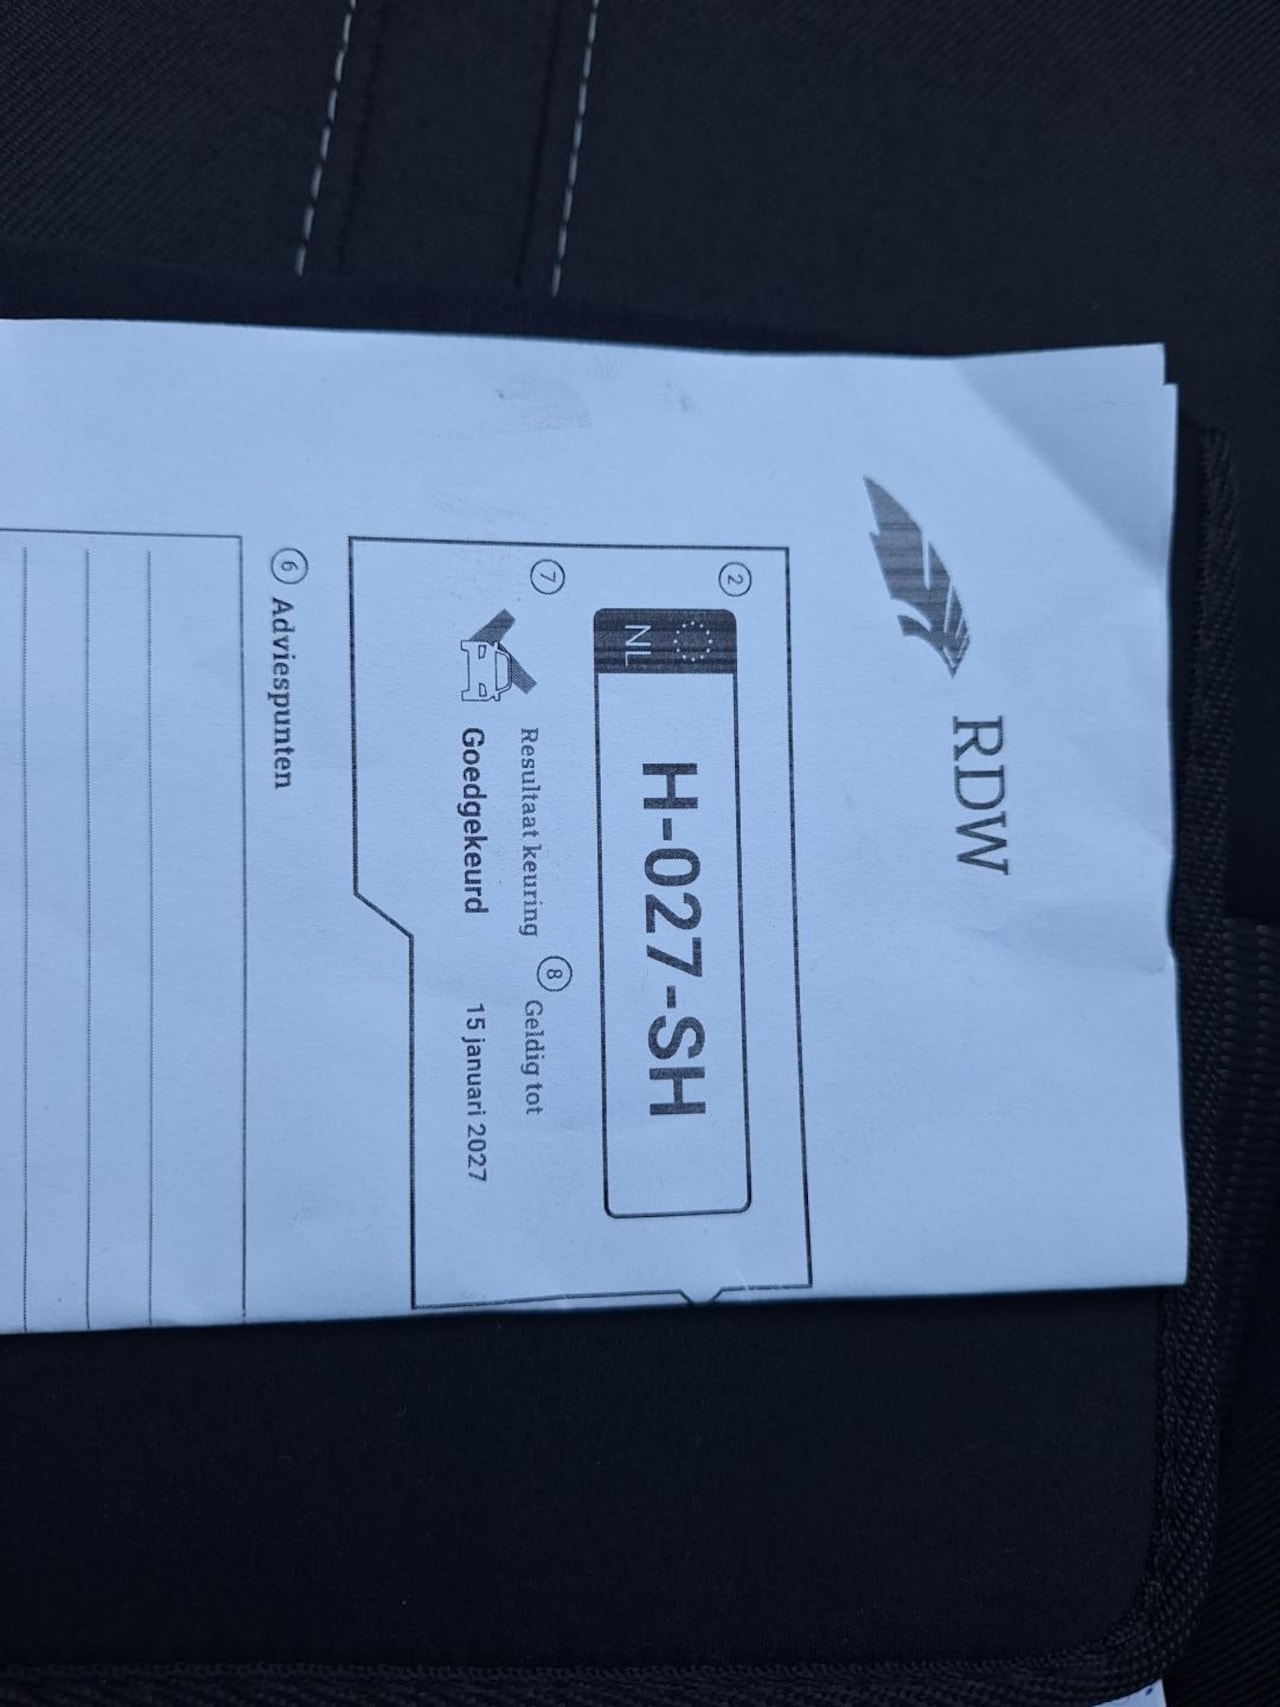 RDW
2
NL H-027-SH
7 Resultaat keuring 8 Geldig tot
Goedgekeurd 15 januari 2027
6 Adviespunten